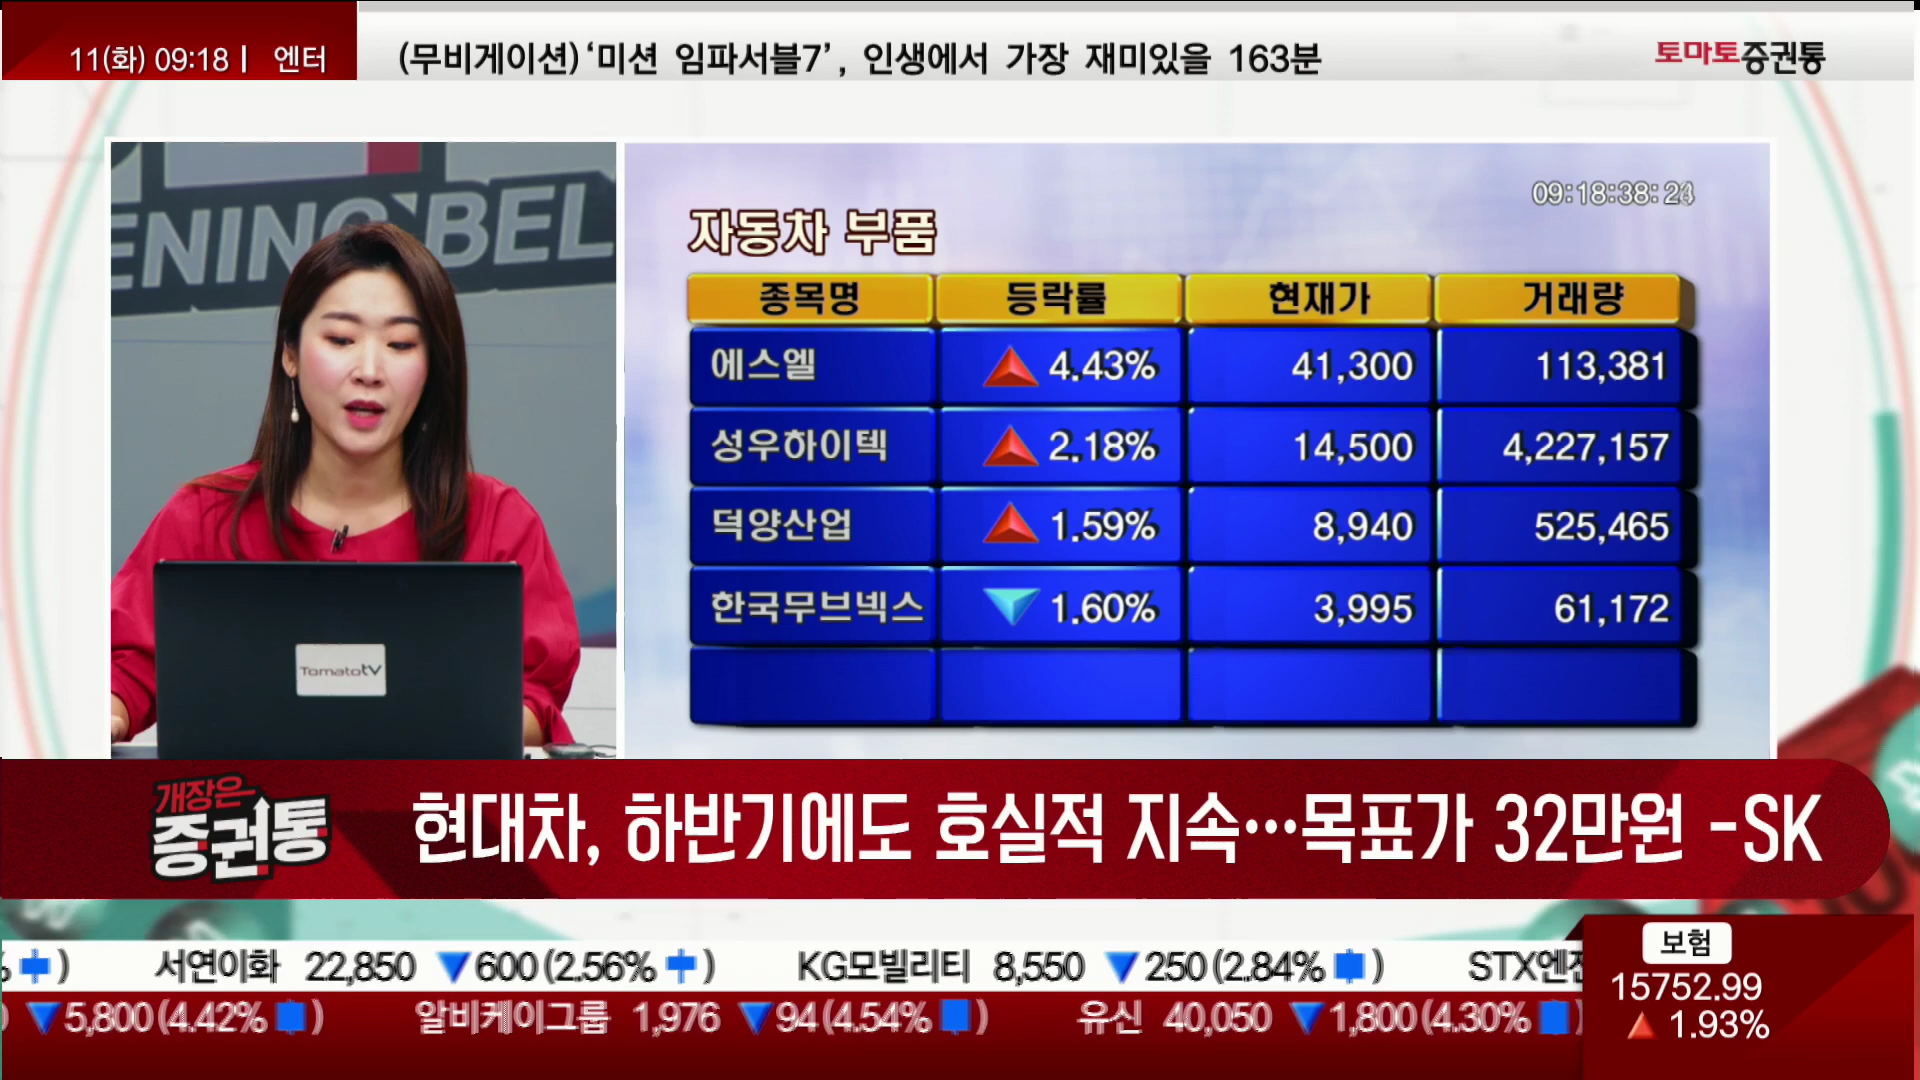 11(화) 09:18 | 엔터
(무비게이션) ‘미션 임파서블7’, 인생에서 가장 재미있을 163분
토마토증권통
ENING BEL
09:18:38:
자동차 부품
종목명 등락률 현재가 거래량
에스엘 ▲ 4.43% 41,300 113,381
성우하이텍 ▲ 2.18% 14,500 4,227,157
덕양산업 ▲ 1.59% 8,940 525,465
한국무브넥스 ▼ 1.60% 3,995 61,172
TomatoTV
개장은
증권통
현대차, 하반기에도 호실적 지속…목표가 32만원 -SK
) 서연이화 22,850 ▼600(2.56% ) KG모빌리티 8,550 ▼250(2.84% ) STX엔진
▼5,800(4.42% ) 알비케이그룹 1,976 ▼94(4.54% ) 유신 40,050 ▼1,800(4.30% )
보험
15752.99
▲ 1.93%